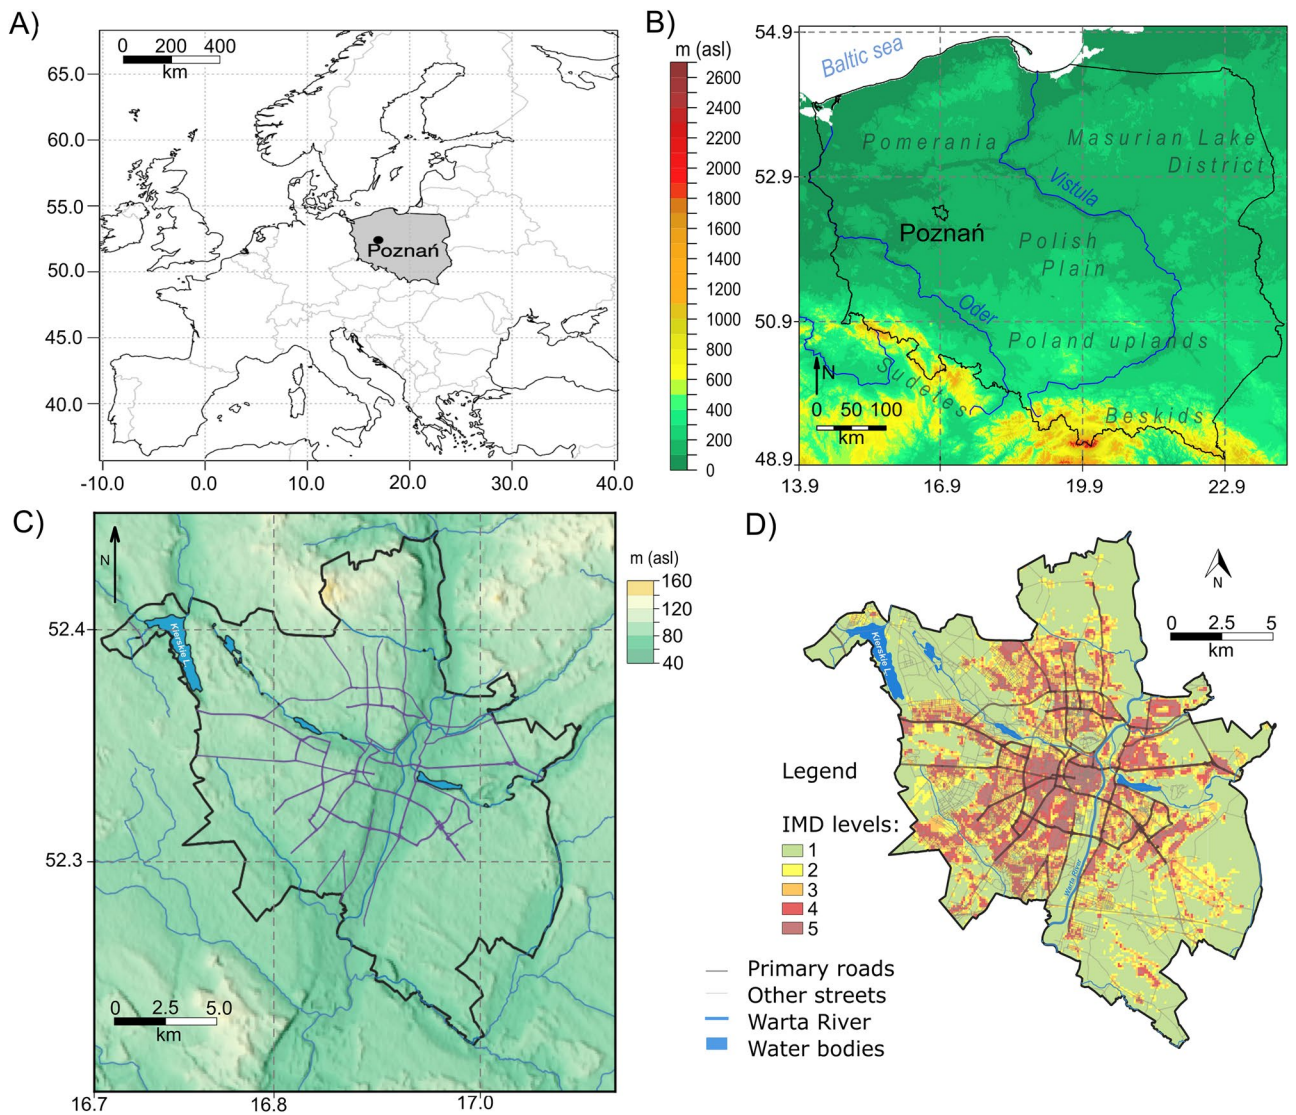 A)
0 200 400
km
65.0
60.0
55.0
50.0
45.0
40.0
-10.0 0.0 10.0 20.0 30.0 40.0
Poznań
B)
m (asl)
2600
2400
2200
2000
1800
1600
1400
1200
1000
800
600
400
200
0
54.9
52.9
50.9
48.9
13.9 16.9 19.9 22.9
Baltic sea
Pomerania
Masurian Lake
District
Vistula
Poznań
Polish
Plain
Oder
Poland uplands
Sudetes
Beskids
N
0 50 100
km
C)
N
Kierskie L.
52.4
52.3
16.7 16.8 17.0
0 2.5 5.0
km
m (asl)
160
120
80
40
D)
N
0 2.5 5
km
Kierskie L.
Warta River
Legend
IMD levels:
1
2
3
4
5
Primary roads
Other streets
Warta River
Water bodies